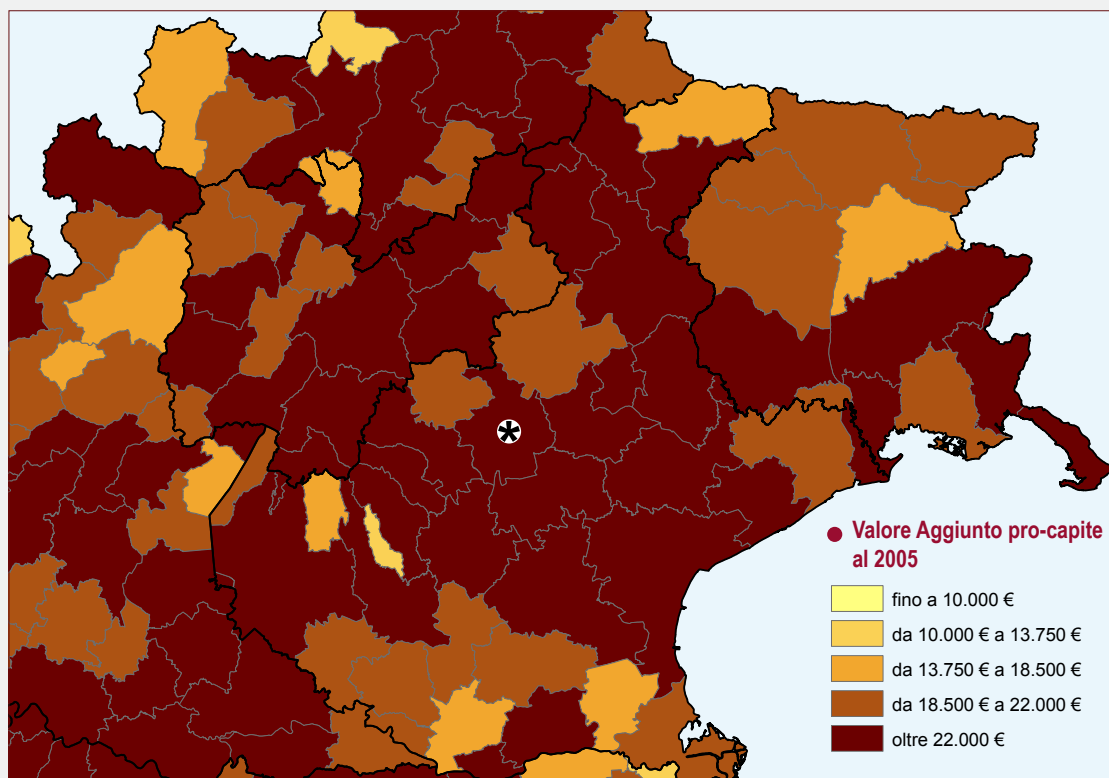 Valore Aggiunto pro-capite
al 2005
fino a 10.000 €
da 10.000 € a 13.750 €
da 13.750 € a 18.500 €
da 18.500 € a 22.000 €
oltre 22.000 €